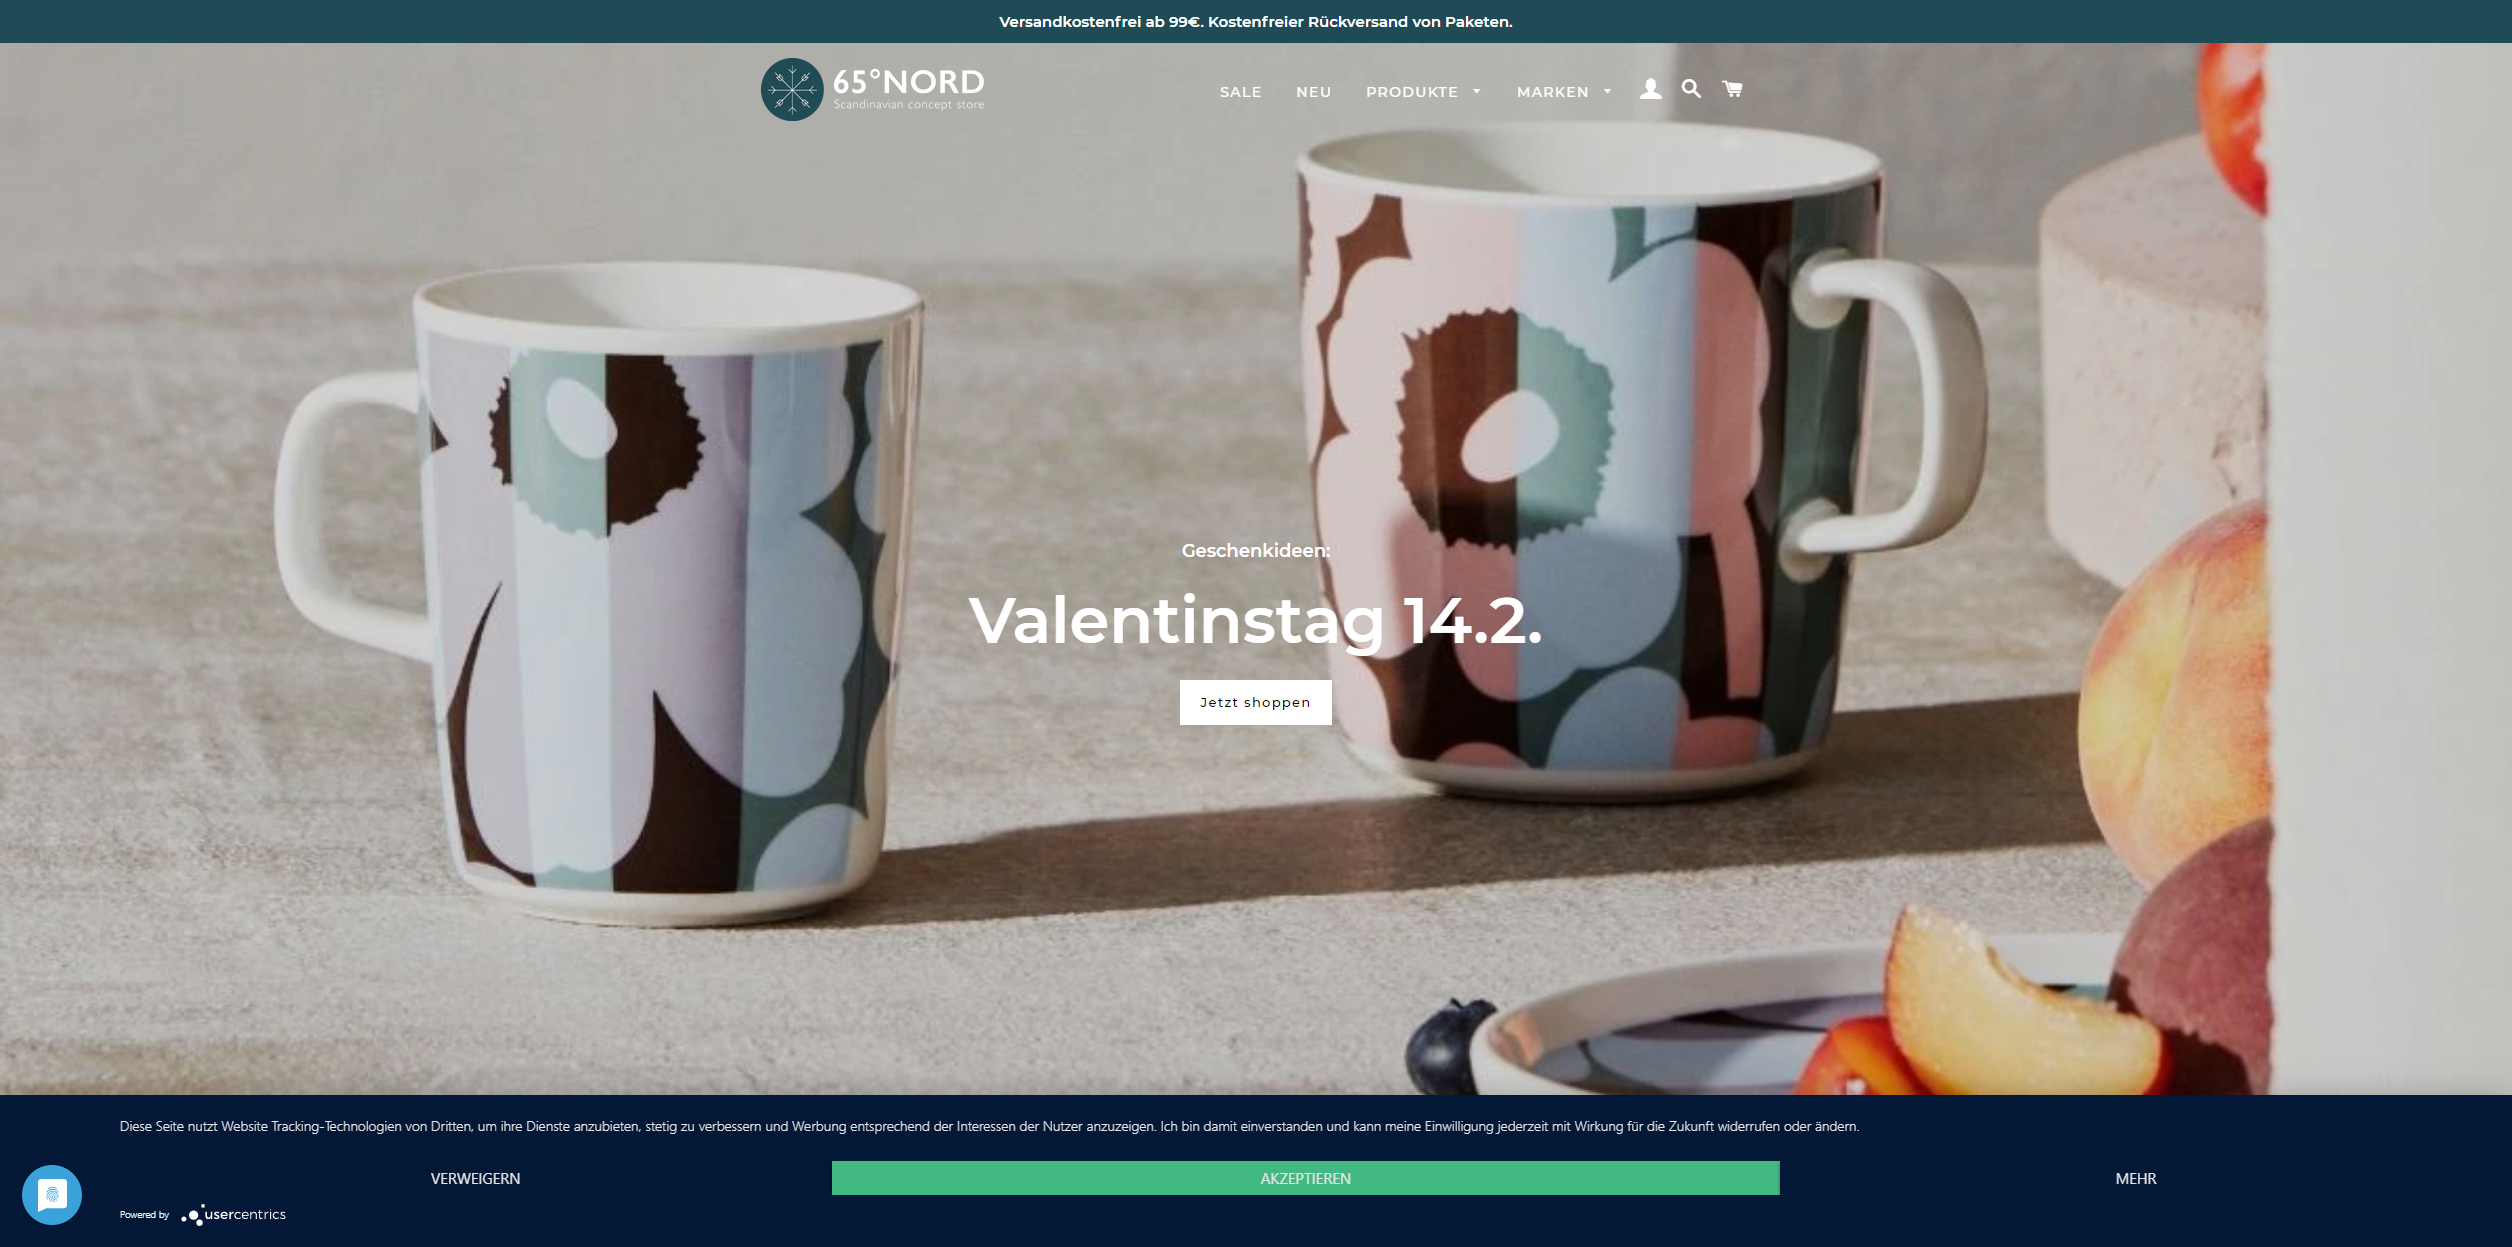 Versandkostenfrei ab 99€. Kostenfreier Rückversand von Paketen.
65°NORD
Scandinavian concept store
SALE NEU PRODUKTE MARKEN
Geschenkideen:
Valentinstag 14.2.
Jetzt shoppen
Diese Seite nutzt Website Tracking-Technologien von Dritten, um ihre Dienste anzubieten, stetig zu verbessern und Werbung entsprechend der Interessen der Nutzer anzuzeigen. Ich bin damit einverstanden und kann meine Einwilligung jederzeit mit Wirkung für die Zukunft widerrufen oder ändern.
VERWEIGERN AKZEPTIEREN MEHR
Powered by usercentrics